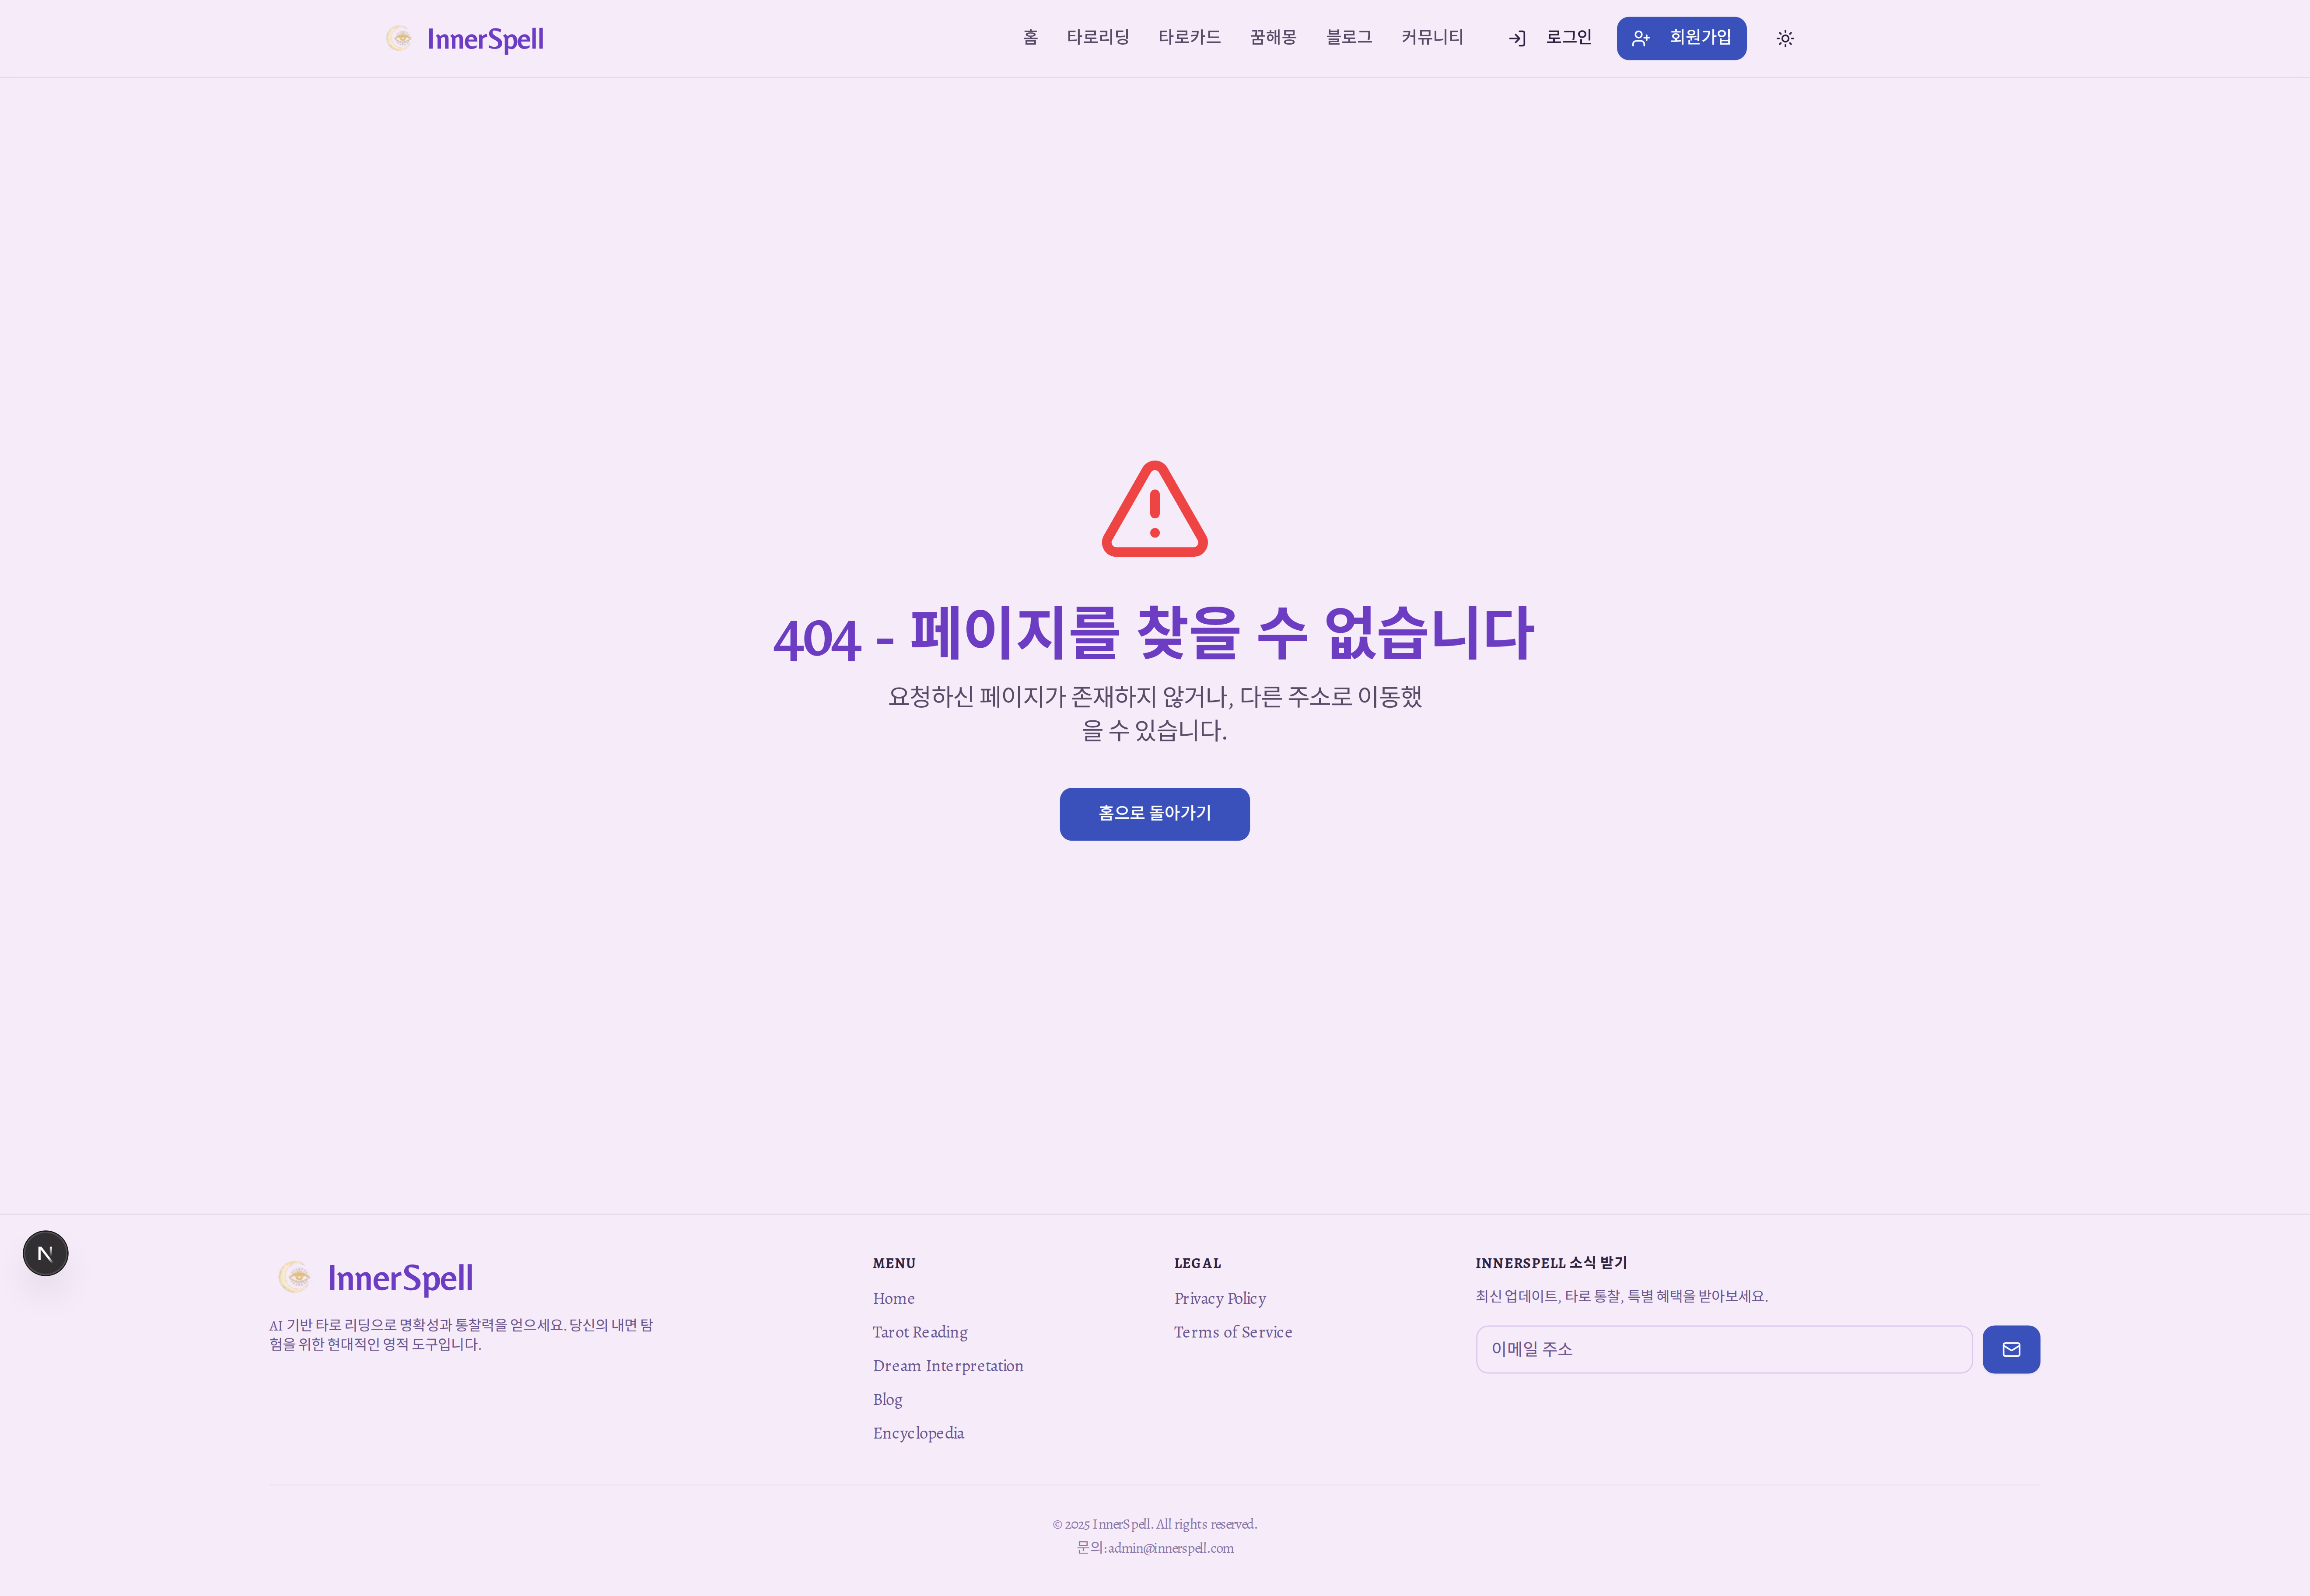 InnerSpell
홈 타로리딩 타로카드 꿈해몽 블로그 커뮤니티 로그인 회원가입
404 - 페이지를 찾을 수 없습니다
요청하신 페이지가 존재하지 않거나, 다른 주소로 이동했
을 수 있습니다.
홈으로 돌아가기
N
InnerSpell
AI 기반 타로 리딩으로 명확성과 통찰력을 얻으세요. 당신의 내면 탐
험을 위한 현대적인 영적 도구입니다.
MENU
Home
Tarot Reading
Dream Interpretation
Blog
Encyclopedia
LEGAL
Privacy Policy
Terms of Service
INNERSPELL 소식 받기
최신 업데이트, 타로 통찰, 특별 혜택을 받아보세요.
이메일 주소
© 2025 InnerSpell. All rights reserved.
문의: admin@innerspell.com